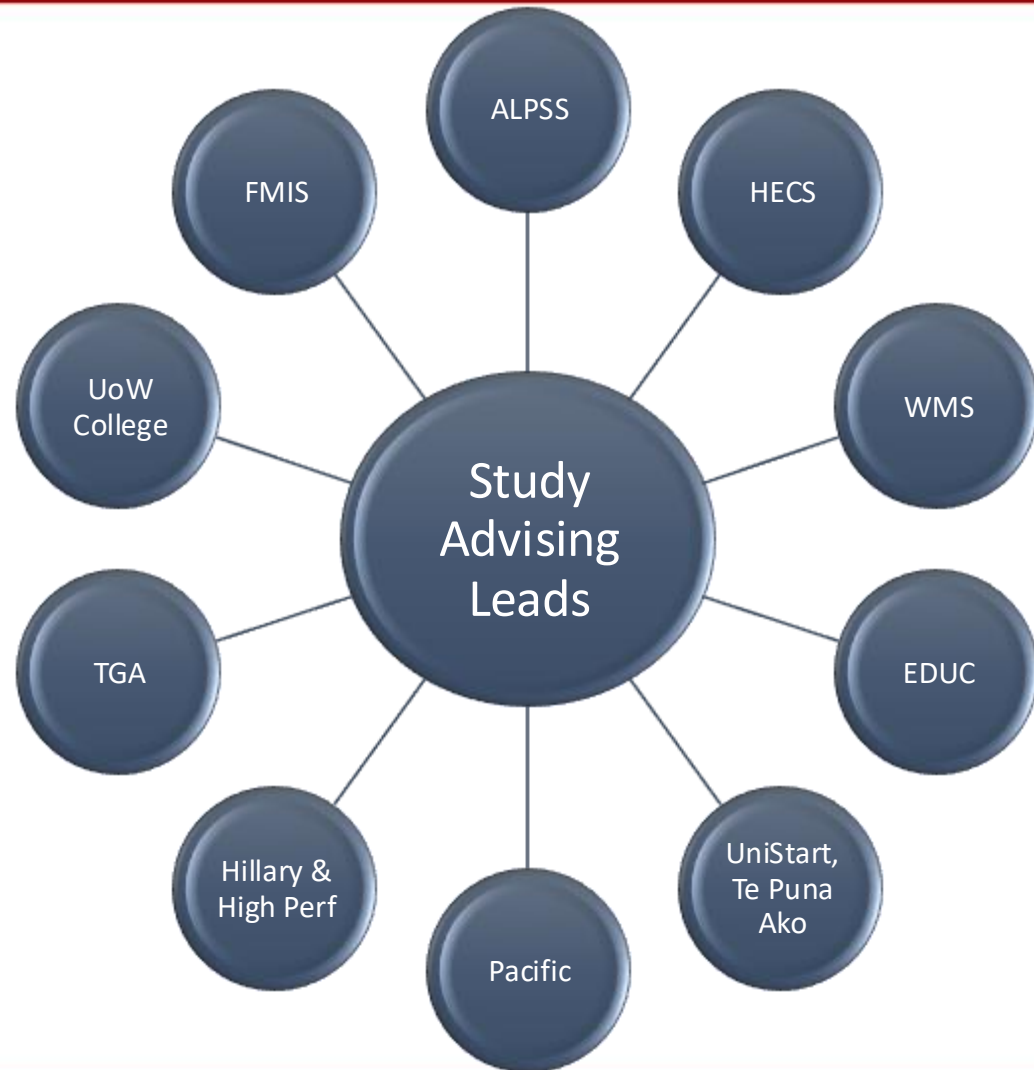 ALPSS
HECS
WMS
EDUC
UniStart,
Te Puna
Ako
Pacific
Hillary &
High Perf
TGA
UoW
College
FMIS
Study
Advising
Leads